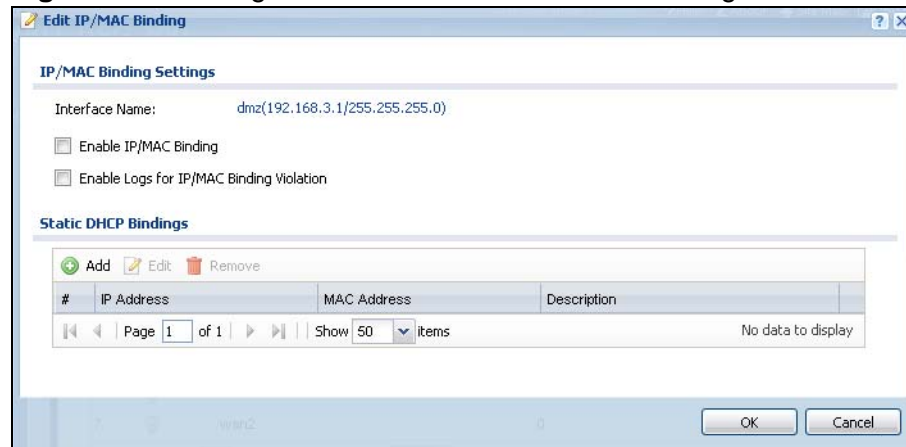 Edit IP/MAC Binding
IP/MAC Binding Settings
Interface Name: dmz(192.168.3.1/255.255.255.0)
Enable IP/MAC Binding
Enable Logs for IP/MAC Binding Violation
Static DHCP Bindings
Add Edit Remove
# IP Address MAC Address Description
Page 1 of 1 Show 50 items No data to display
OK Cancel